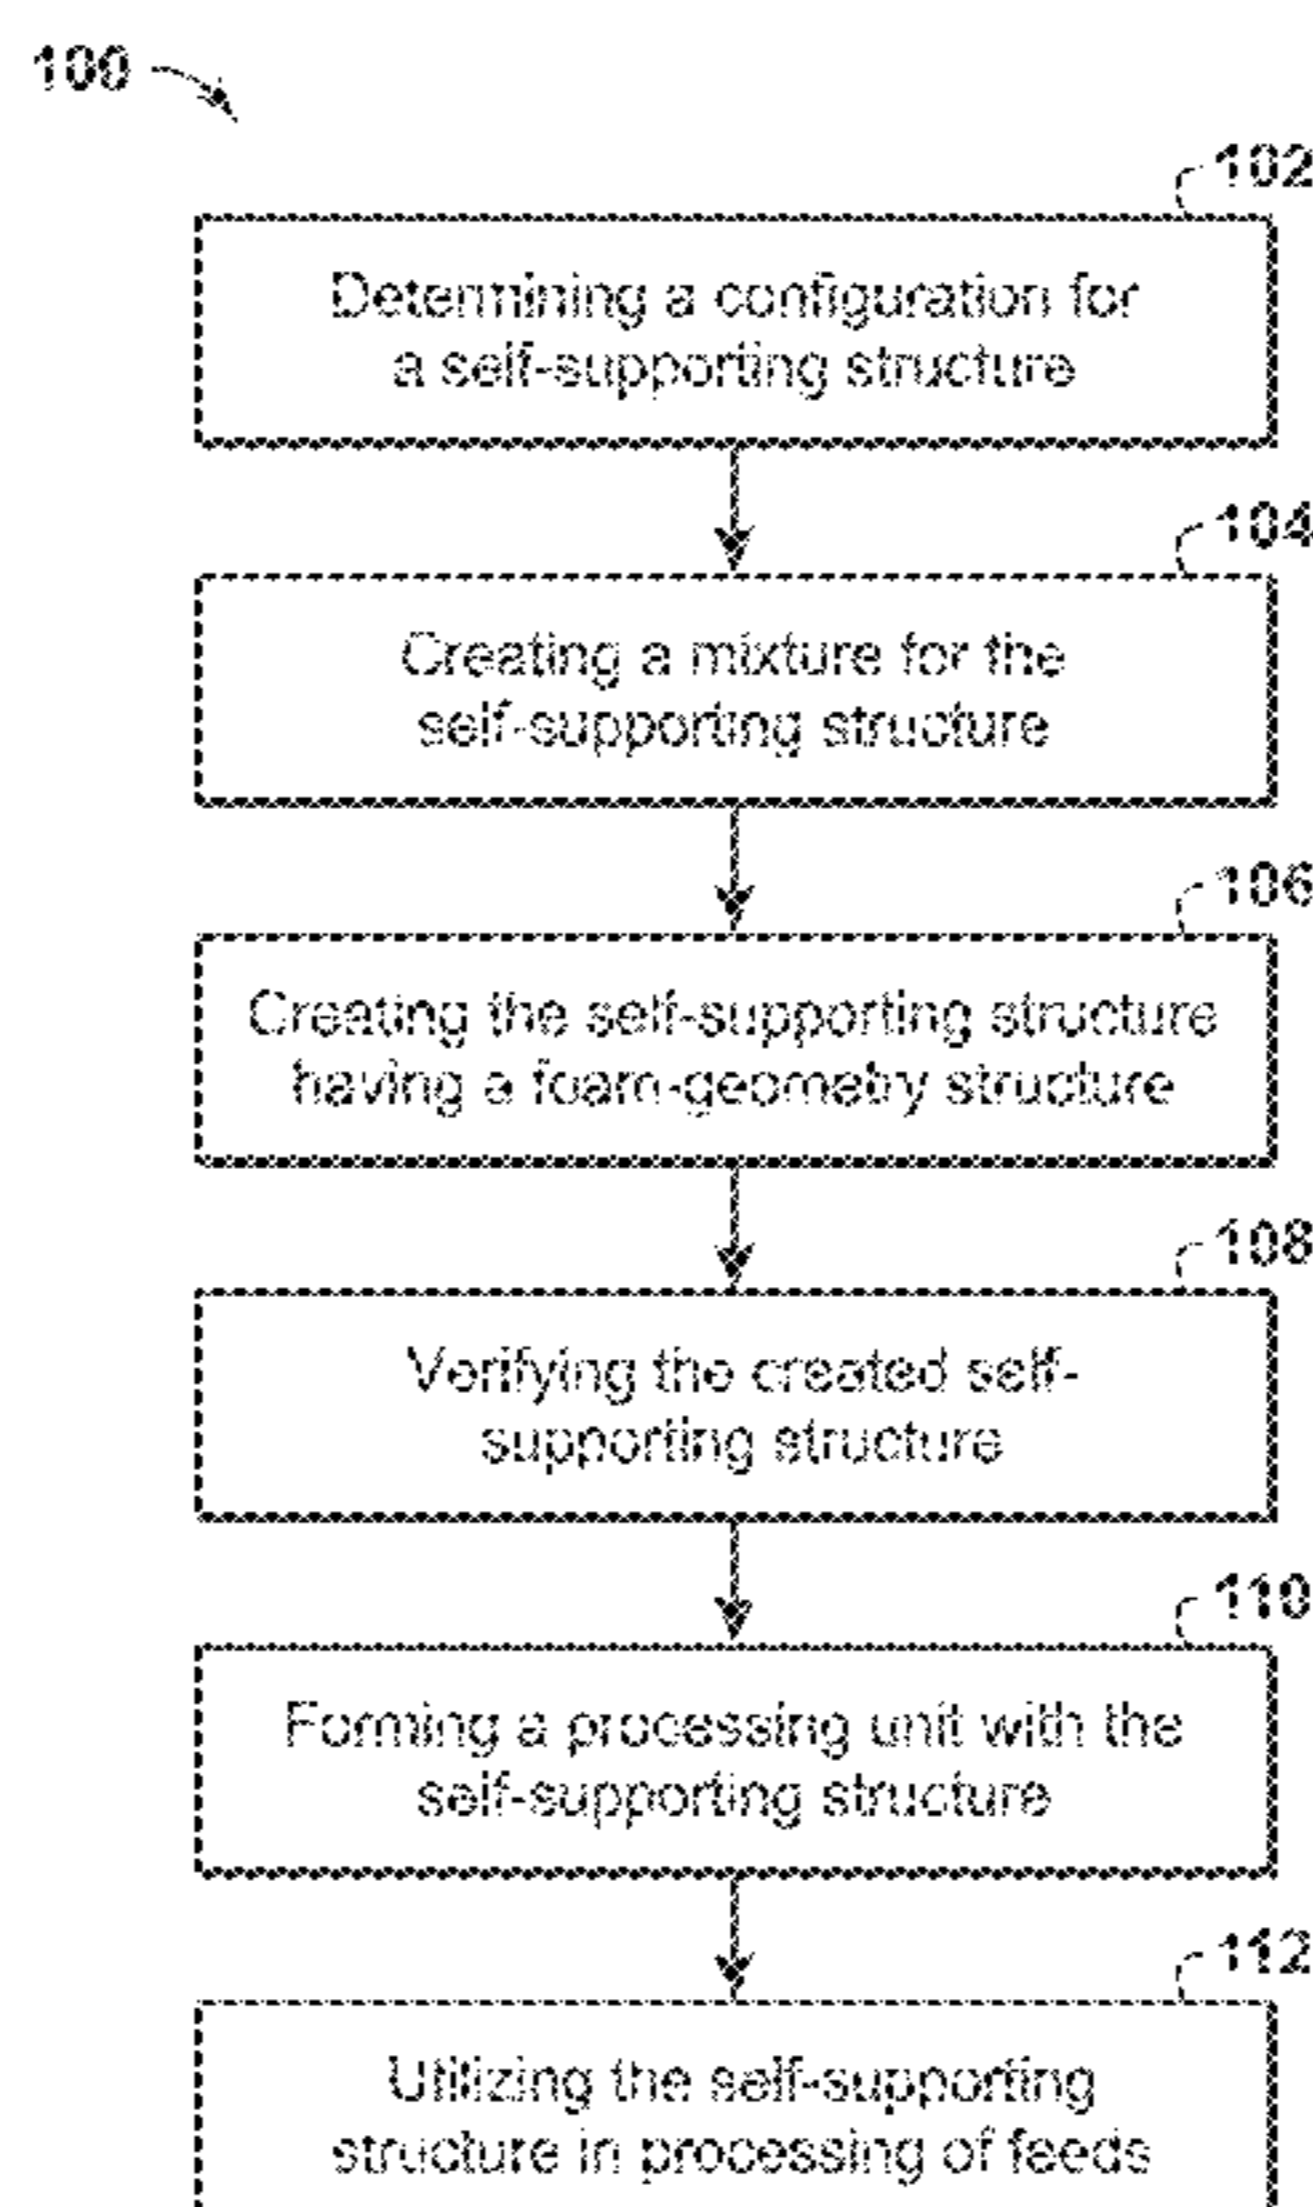 100
102
Determining a configuration for
a self-supporting structure
104
Creating a mixture for the
self-supporting structure
106
Creating the self-supporting structure
having a foam-geometry structure
108
Verifying the created self-
supporting structure
110
Forming a processing unit with the
self-supporting structure
112
Utilizing the self-supporting
structure in processing of feeds